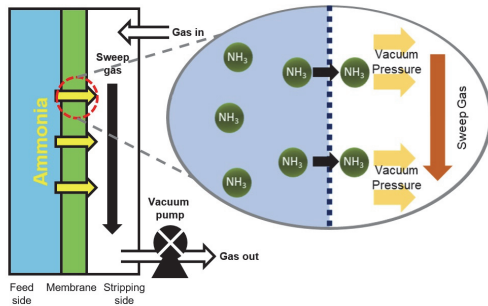 Gas in
Sweep
gas
Ammonia
Vacuum
pump
Gas out
Feed
side
Membrane
Stripping
side
NH3
NH3
NH3
NH3
NH3
NH3
NH3
Vacuum
Pressure
Vacuum
Pressure
Sweep Gas